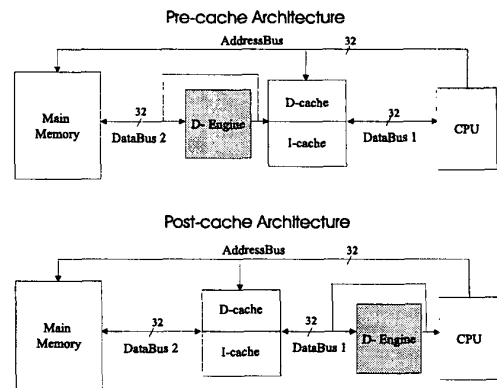 Pre-cache Architecture
AddressBus
32
Main
Memory
32
DataBus 2
D- Engine
D-cache
I-cache
32
DataBus 1
CPU
Post-cache Architecture
AddressBus
32
Main
Memory
32
DataBus 2
D-cache
I-cache
32
DataBus 1
D- Engine
CPU